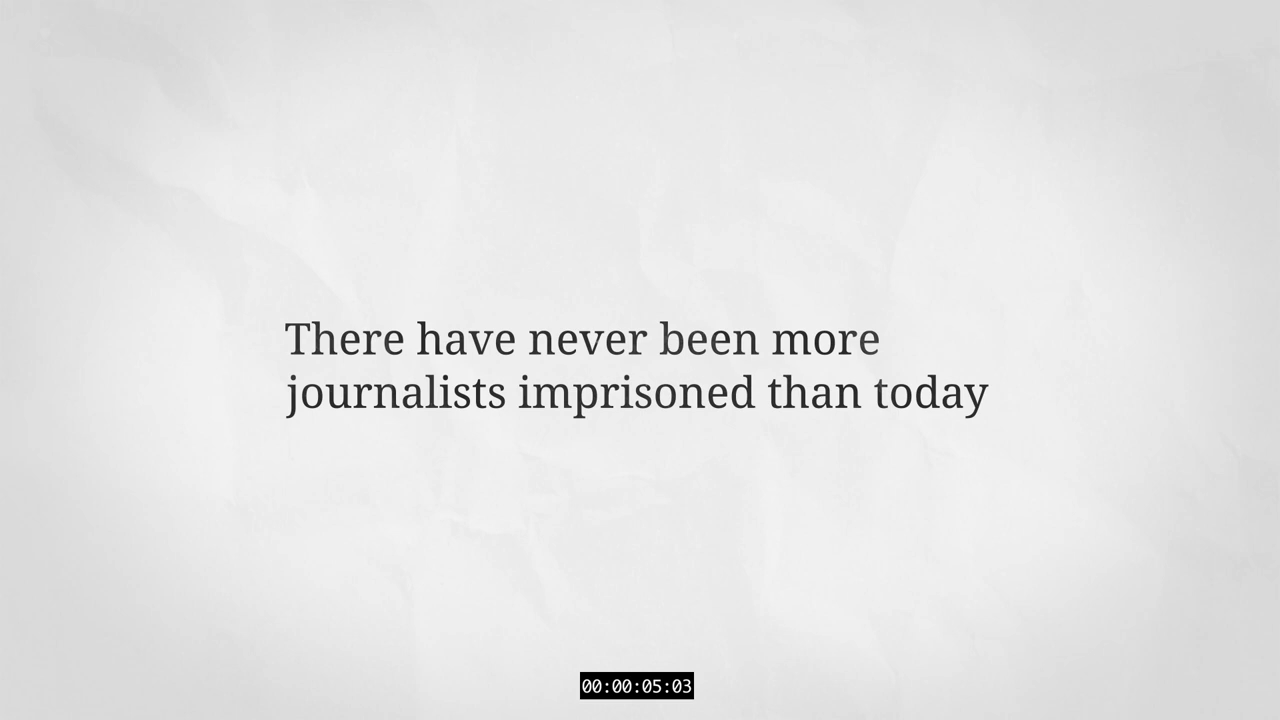 There have never been more
journalists imprisoned than today
00:00:05:03